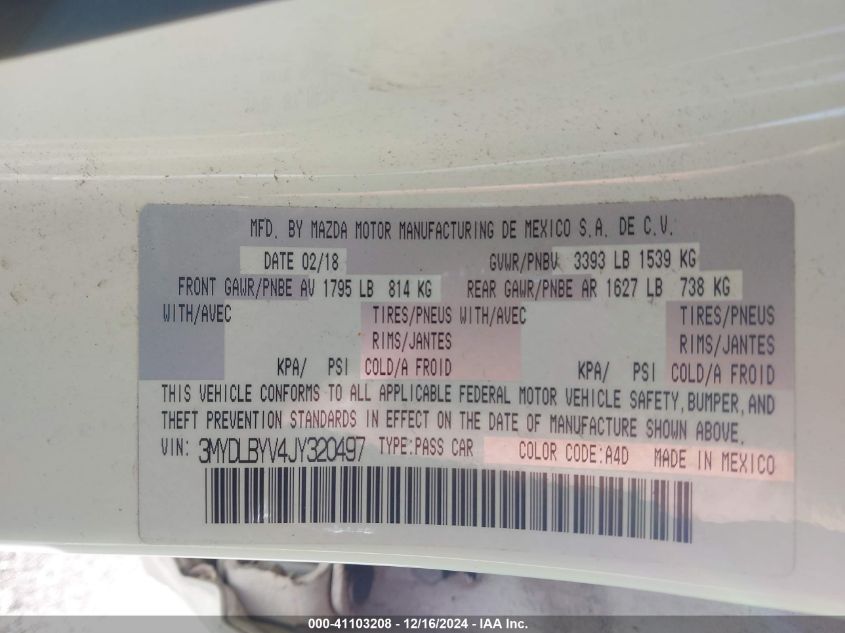 MFD. BY MAZDA MOTOR MANUFACTURING DE MEXICO S.A. DE C.V.
DATE 02/18 GVWR/PNBV 3393 LB 1539 KG
FRONT GAWR/PNBE AV 1795 LB 814 KG REAR GAWR/PNBE AR 1627 LB 738 KG
WITH/AVEC TIRES/PNEUS WITH/AVEC TIRES/PNEUS
RIMS/JANTES RIMS/JANTES
KPA/ PSI COLD/A FROID KPA/ PSI COLD/A FROID
THIS VEHICLE CONFORMS TO ALL APPLICABLE FEDERAL MOTOR VEHICLE SAFETY, BUMPER, AND
THEFT PREVENTION STANDARDS IN EFFECT ON THE DATE OF MANUFACTURE SHOWN ABOVE.
VIN: 3MYDLBYV4JY320497 TYPE:PASS CAR COLOR CODE:A4D MADE IN MEXICO
000-41103208 - 12/16/2024 - IAA Inc.